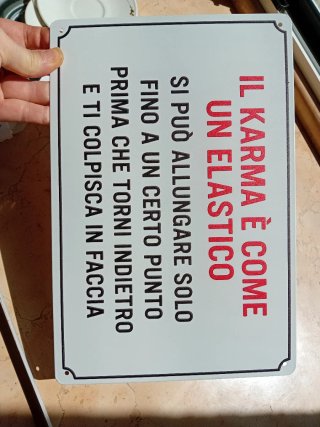 IL KARMA È COME
UN ELASTICO
SI PUÒ ALLUNGARE SOLO
FINO A UN CERTO PUNTO
PRIMA CHE TORNI INDIETRO
E TI COLPISCA IN FACCIA